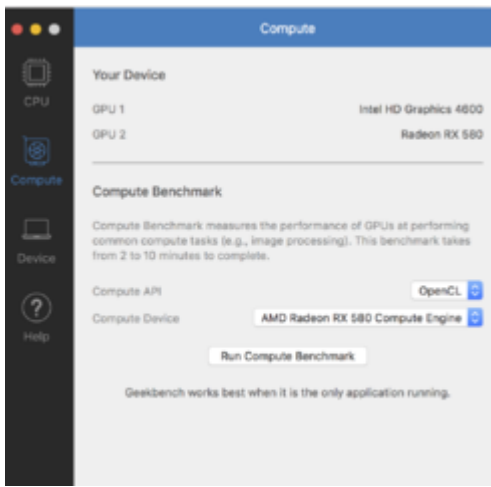 Compute
CPU
Compute
Device
Help
Your Device
GPU 1 Intel HD Graphics 4600
GPU 2 Radeon RX 580
Compute Benchmark
Compute Benchmark measures the performance of GPUs at performing
common compute tasks (e.g., image processing). This benchmark takes
from 2 to 10 minutes to complete.
Compute API OpenCL
Compute Device AMD Radeon RX 580 Compute Engine
Run Compute Benchmark
Geekbench works best when it is the only application running.